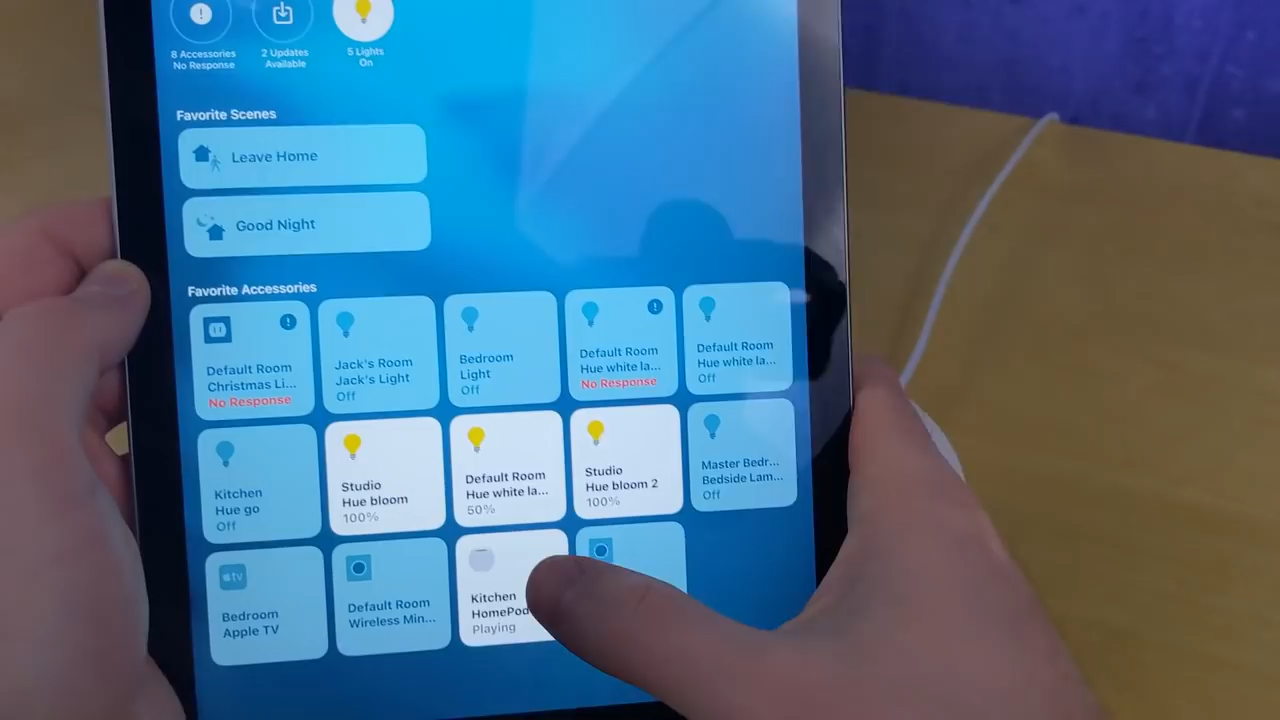 8 Accessories
No Response
2 Updates
Available
5 Lights
On
Favorite Scenes
Leave Home
Good Night
Favorite Accessories
Default Room
Christmas Li...
No Response
Jack's Room
Jack's Light
Off
Bedroom
Light
Off
Default Room
Hue white la...
No Response
Default Room
Hue white la...
Off
Kitchen
Hue go
Off
Studio
Hue bloom
100%
Default Room
Hue white la...
50%
Studio
Hue bloom 2
100%
Master Bedr...
Bedside Lam...
Off
tv
Bedroom
Apple TV
Default Room
Wireless Min...
Kitchen
HomePod
Playing